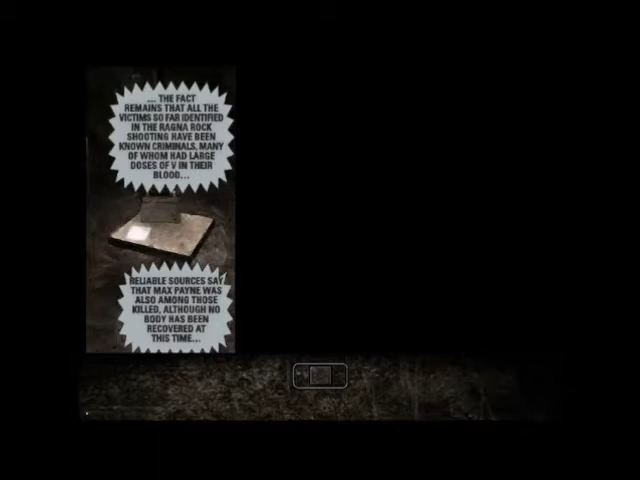 ... THE FACT
REMAINS THAT ALL THE
VICTIMS SO FAR IDENTIFIED
IN THE RAGNA ROCK
SHOOTING HAVE BEEN
KNOWN CRIMINALS, MANY
OF WHOM HAD LARGE
DOSES OF V IN THEIR
BLOOD...
RELIABLE SOURCES SAY
THAT MAX PAYNE WAS
ALSO AMONG THOSE
KILLED, ALTHOUGH NO
BODY HAS BEEN
RECOVERED AT
THIS TIME...